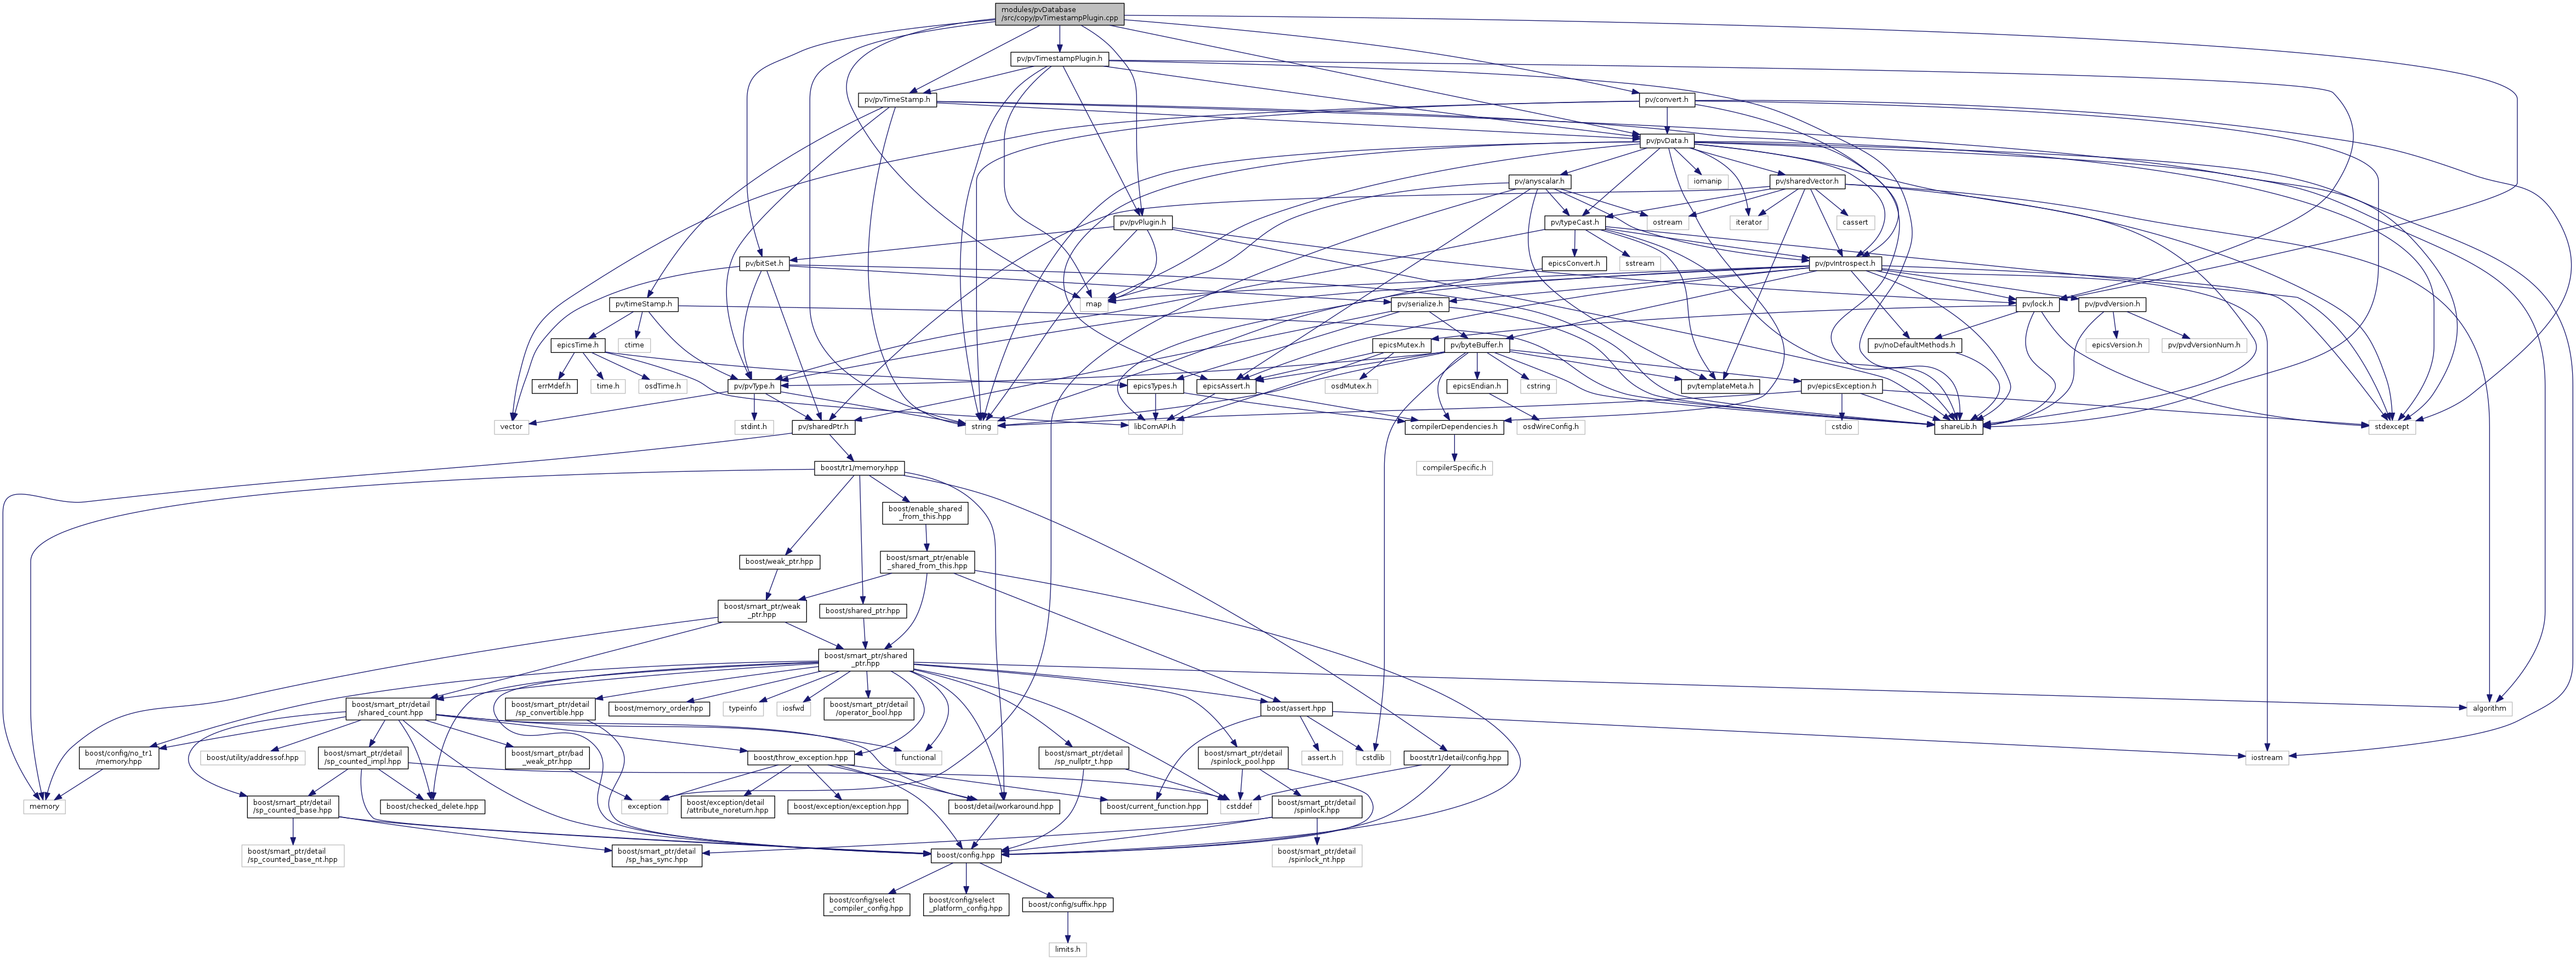 modules/pvDatabase
/src/copy/pvTimestampPlugin.cpp
pv/pvTimestampPlugin.h
pv/pvTimeStamp.h
pv/convert.h
pv/pvData.h
pv/anyscalar.h
iomanip
pv/sharedVector.h
pv/pvPlugin.h
pv/typeCast.h
ostream
iterator
cassert
pv/bitSet.h
epicsConvert.h
sstream
pv/pvIntrospect.h
pv/timeStamp.h
map
pv/serialize.h
pv/lock.h
pv/pvdVersion.h
epicsTime.h
ctime
epicsMutex.h
pv/byteBuffer.h
pv/noDefaultMethods.h
epicsVersion.h
pv/pvdVersionNum.h
errMdef.h
time.h
osdTime.h
pv/pvType.h
epicsTypes.h
epicsAssert.h
osdMutex.h
epicsEndian.h
cstring
pv/templateMeta.h
pv/epicsException.h
vector
stdint.h
pv/sharedPtr.h
string
libComAPI.h
compilerDependencies.h
osdWireConfig.h
cstdio
shareLib.h
stdexcept
boost/tr1/memory.hpp
compilerSpecific.h
boost/enable_shared
_from_this.hpp
boost/weak_ptr.hpp
boost/smart_ptr/enable
_shared_from_this.hpp
boost/smart_ptr/weak
_ptr.hpp
boost/shared_ptr.hpp
boost/smart_ptr/shared
_ptr.hpp
boost/smart_ptr/detail
/shared_count.hpp
boost/smart_ptr/detail
/sp_convertible.hpp
boost/memory_order.hpp
typeinfo
iosfwd
boost/smart_ptr/detail
/operator_bool.hpp
boost/assert.hpp
algorithm
boost/config/no_tr1
/memory.hpp
boost/utility/addressof.hpp
boost/smart_ptr/detail
/sp_counted_impl.hpp
boost/smart_ptr/bad
_weak_ptr.hpp
boost/throw_exception.hpp
functional
boost/smart_ptr/detail
/sp_nullptr_t.hpp
boost/smart_ptr/detail
/spinlock_pool.hpp
assert.h
cstdlib
boost/tr1/detail/config.hpp
iostream
memory
boost/smart_ptr/detail
/sp_counted_base.hpp
boost/checked_delete.hpp
exception
boost/exception/detail
/attribute_noreturn.hpp
boost/exception/exception.hpp
boost/detail/workaround.hpp
boost/current_function.hpp
cstddef
boost/smart_ptr/detail
/spinlock.hpp
boost/smart_ptr/detail
/sp_counted_base_nt.hpp
boost/smart_ptr/detail
/sp_has_sync.hpp
boost/config.hpp
boost/smart_ptr/detail
/spinlock_nt.hpp
boost/config/select
_compiler_config.hpp
boost/config/select
_platform_config.hpp
boost/config/suffix.hpp
limits.h